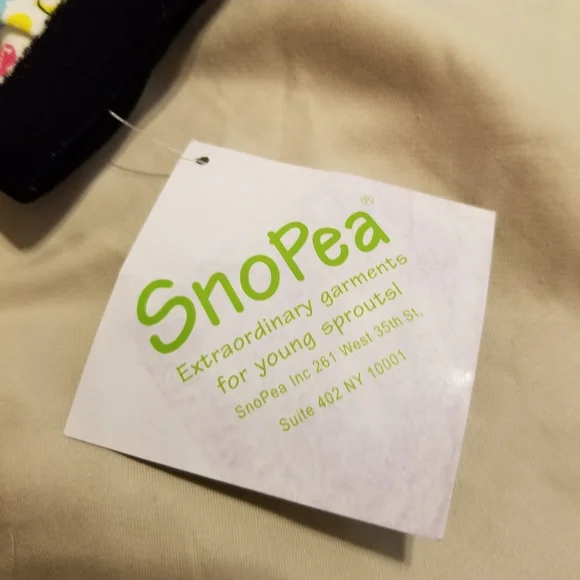 SnoPea®
Extraordinary garments
for young sprouts!
SnoPea Inc 261 West 35th St.
Suite 402 NY 10001